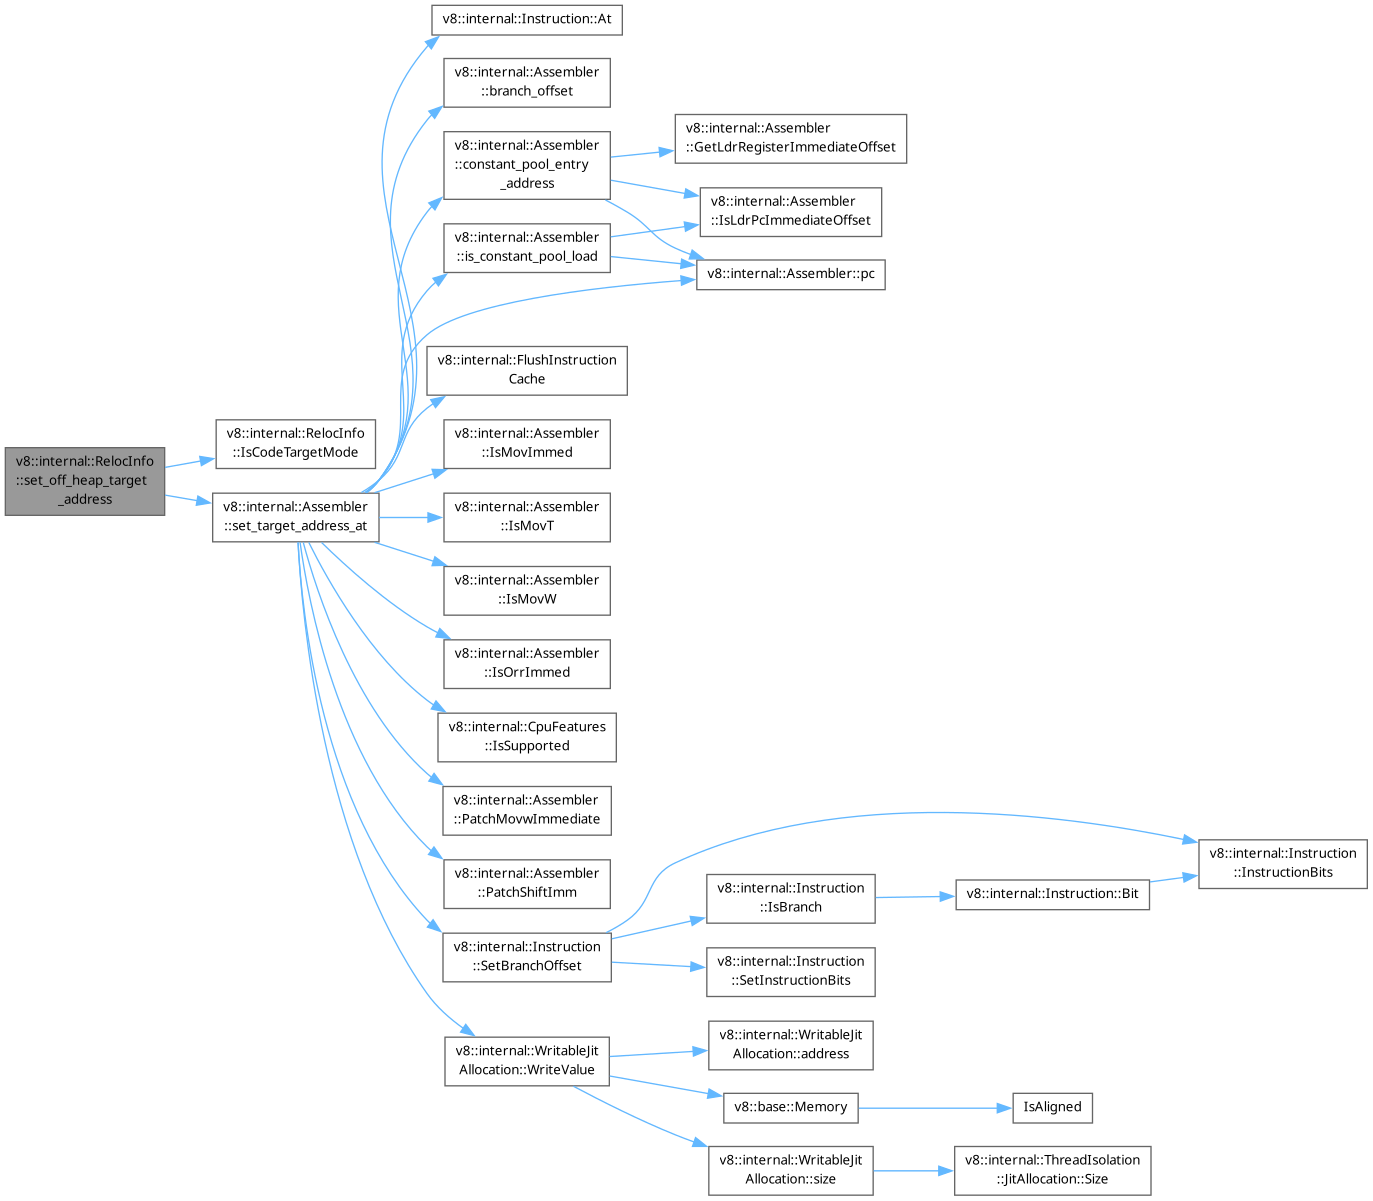 v8::internal::Instruction::At
v8::internal::Assembler
::branch_offset
v8::internal::Assembler
::constant_pool_entry
_address
v8::internal::Assembler
::GetLdrRegisterImmediateOffset
v8::internal::Assembler
::IsLdrPcImmediateOffset
v8::internal::Assembler
::is_constant_pool_load
v8::internal::Assembler::pc
v8::internal::FlushInstruction
Cache
v8::internal::RelocInfo
::IsCodeTargetMode
v8::internal::Assembler
::IsMovImmed
v8::internal::RelocInfo
::set_off_heap_target
_address
v8::internal::Assembler
::set_target_address_at
v8::internal::Assembler
::IsMovT
v8::internal::Assembler
::IsMovW
v8::internal::Assembler
::IsOrrImmed
v8::internal::CpuFeatures
::IsSupported
v8::internal::Assembler
::PatchMovwImmediate
v8::internal::Assembler
::PatchShiftImm
v8::internal::Instruction
::InstructionBits
v8::internal::Instruction
::IsBranch
v8::internal::Instruction::Bit
v8::internal::Instruction
::SetBranchOffset
v8::internal::Instruction
::SetInstructionBits
v8::internal::WritableJit
Allocation::WriteValue
v8::internal::WritableJit
Allocation::address
v8::base::Memory
IsAligned
v8::internal::WritableJit
Allocation::size
v8::internal::ThreadIsolation
::JitAllocation::Size